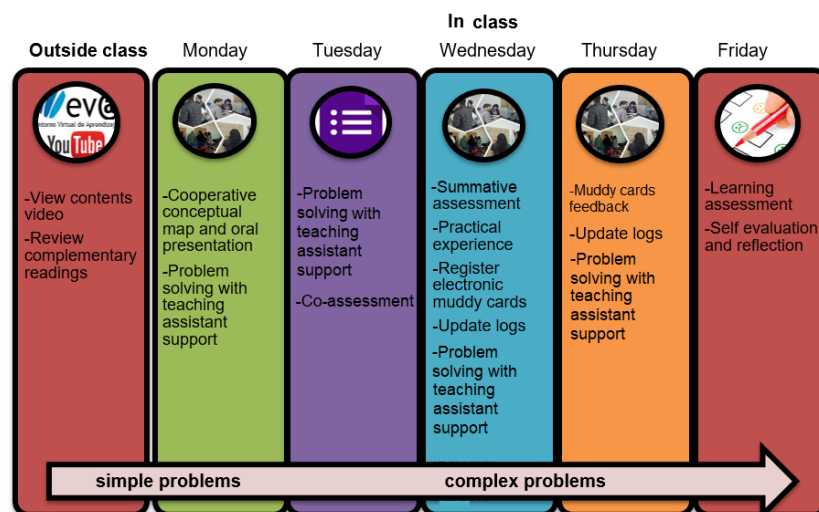 In class
Outside class
Monday
Tuesday
Wednesday
Thursday
Friday
ev@
Entorno Virtual de Aprendizaje
YouTube
-View contents
video
-Review
complementary
readings
-Cooperative
conceptual
map and oral
presentation
-Problem
solving with
teaching
assistant
support
-Problem
solving with
teaching
assistant
support
-Co-assessment
-Summative
assessment
-Practical
experience
-Register
electronic
muddy cards
-Update logs
-Problem
solving with
teaching
assistant
support
-Muddy cards
feedback
-Update logs
-Problem
solving with
teaching
assistant
support
-Learning
assessment
-Self evaluation
and reflection
simple problems
complex problems